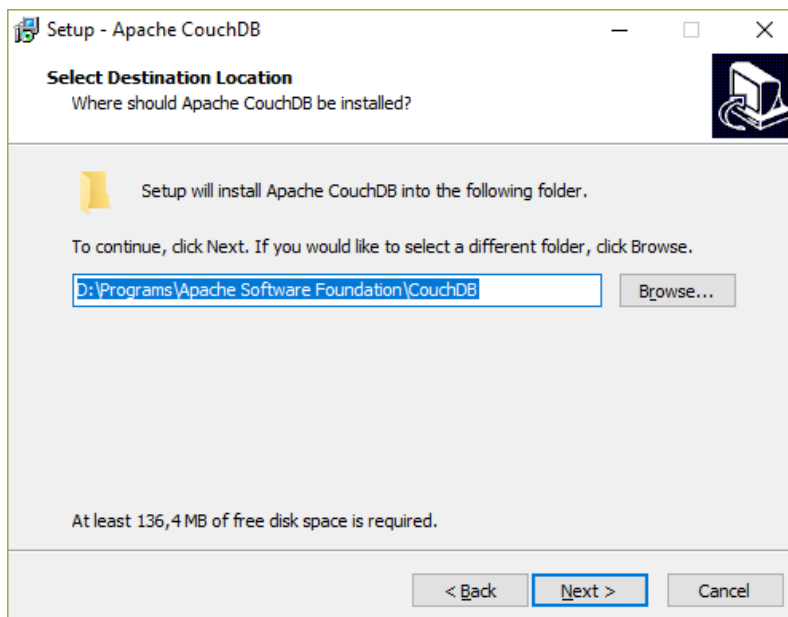 Setup - Apache CouchDB
Select Destination Location
Where should Apache CouchDB be installed?
Setup will install Apache CouchDB into the following folder.
To continue, click Next. If you would like to select a different folder, click Browse.
D:\Programs\Apache Software Foundation\CouchDB
Browse...
At least 136,4 MB of free disk space is required.
< Back
Next >
Cancel